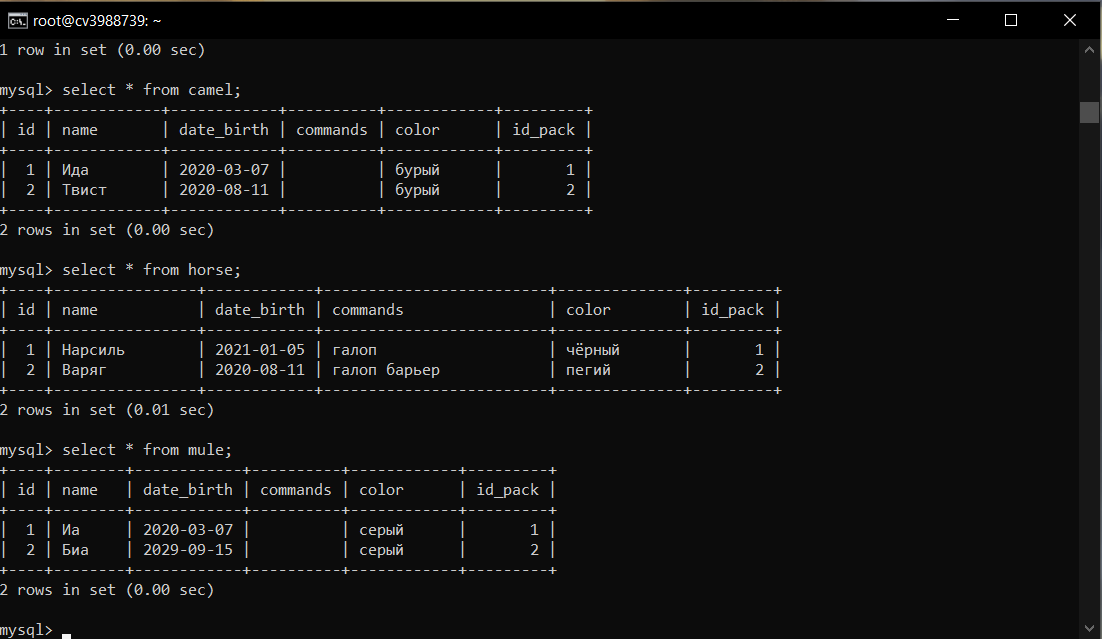 root@cv3988739: ~
1 row in set (0.00 sec)
mysql> select * from camel;
+----+------------+------------+----------+------------+---------+
| id | name       | date_birth | commands | color      | id_pack |
+----+------------+------------+----------+------------+---------+
|  1 | Ида        | 2020-03-07 |          | бурый      |       1 |
|  2 | Твист      | 2020-08-11 |          | бурый      |       2 |
+----+------------+------------+----------+------------+---------+
2 rows in set (0.00 sec)
mysql> select * from horse;
+----+----------------+------------+-------------------------+--------------+---------+
| id | name           | date_birth | commands                | color        | id_pack |
+----+----------------+------------+-------------------------+--------------+---------+
|  1 | Нарсиль        | 2021-01-05 | галоп                   | чёрный       |       1 |
|  2 | Варяг          | 2020-08-11 | галоп барьер            | пегий        |       2 |
+----+----------------+------------+-------------------------+--------------+---------+
2 rows in set (0.01 sec)
mysql> select * from mule;
+----+--------+------------+----------+------------+---------+
| id | name   | date_birth | commands | color      | id_pack |
+----+--------+------------+----------+------------+---------+
|  1 | Иа     | 2020-03-07 |          | серый      |       1 |
|  2 | Биа    | 2029-09-15 |          | серый      |       2 |
+----+--------+------------+----------+------------+---------+
2 rows in set (0.00 sec)
mysql>